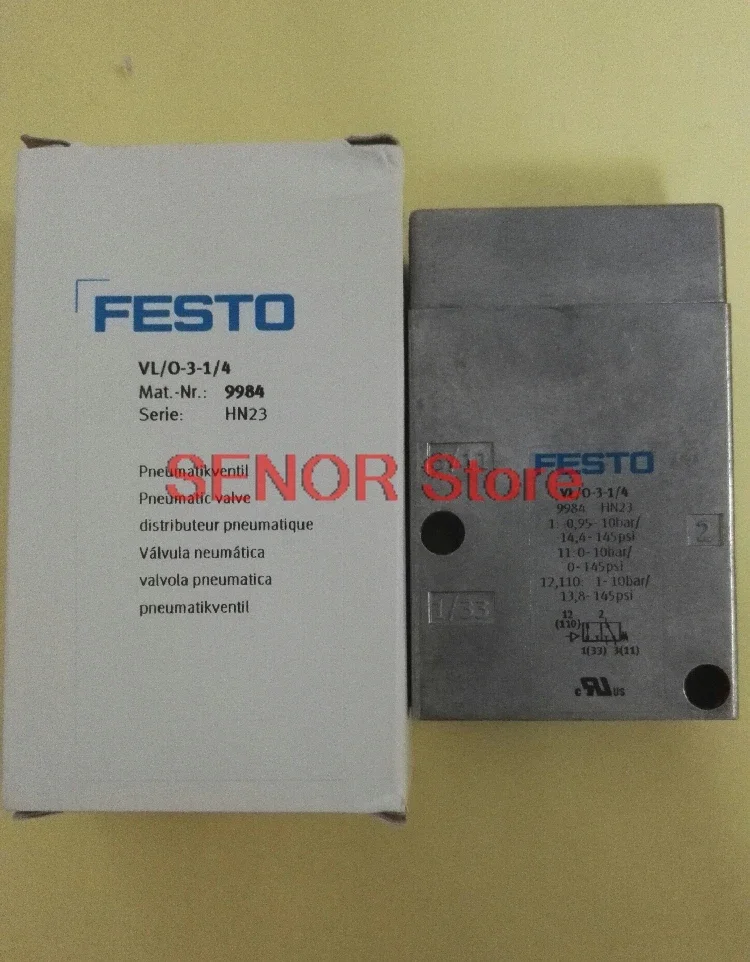 FESTO
VL/O-3-1/4
Mat.-Nr.: 9984
Serie: HN23
Pneumatikventil
Pneumatic valve
distributeur pneumatique
Válvula neumática
valvola pneumatica
pneumatikventil
SENOR Store
FESTO
VL/O-3-1/4
9984 HN23
1: 0,95- 10bar/
14,4- 145psi
11:0-10bar/
0-145psi
12,110: 1-10bar/
13,8-145psi
12 2
(110)
1(33) 3(11)
c RU US
2
1/33